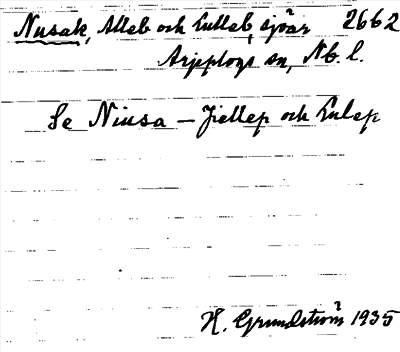 Nusak, Alleb och Lulleb, sjöar 2662
Arjeplogs sn, Nb. l.
Se Niusa – Jiellep och Lulep
H. Grundström 1935